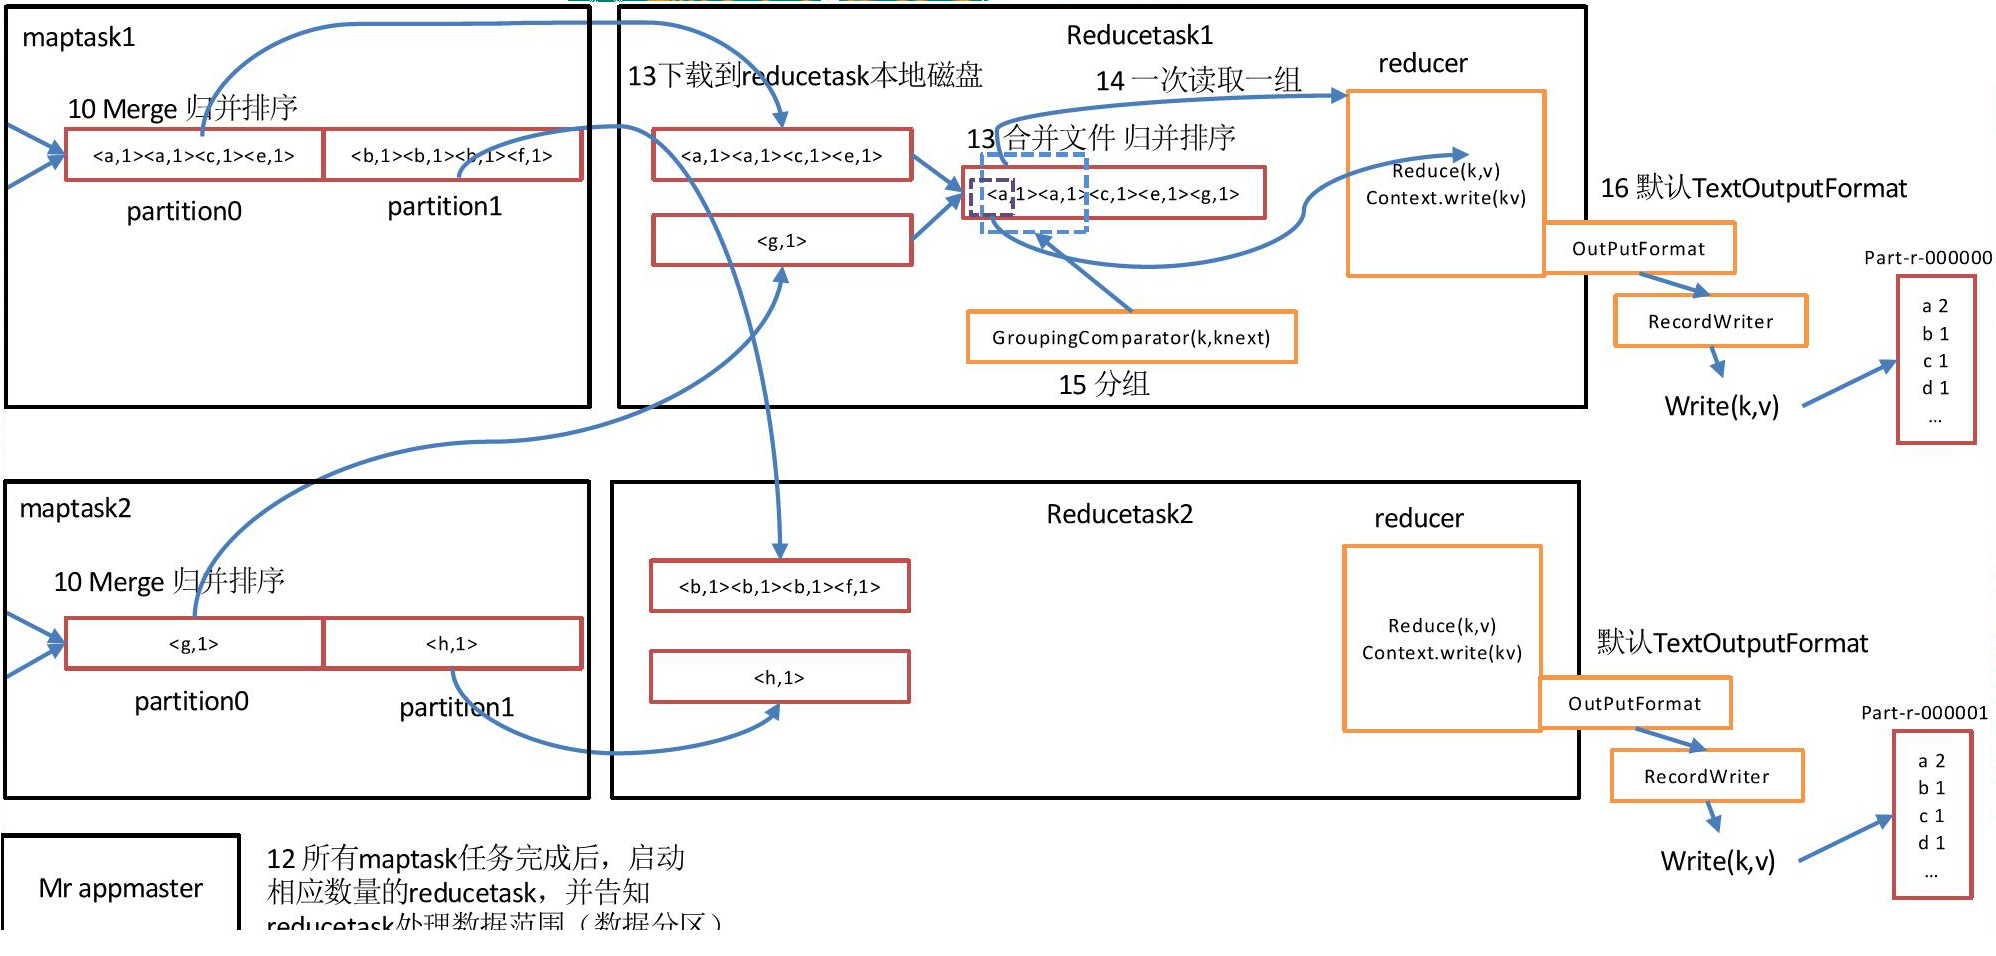 maptask1
10 Merge 归并排序
<a,1><a,1><c,1><e,1>
<b,1><b,1><b,1><f,1>
partition0
partition1
Reducetask1
13下载到reducetask本地磁盘
14 一次读取一组
reducer
<a,1><a,1><c,1><e,1>
<g,1>
13 合并文件 归并排序
<a,1><a,1><c,1><e,1><g,1>
GroupingComparator(k,knext)
15 分组
Reduce(k,v)
Context.write(kv)
16 默认TextOutputFormat
OutPutFormat
RecordWriter
Write(k,v)
Part-r-000000
a 2
b 1
c 1
d 1
...
maptask2
10 Merge 归并排序
<g,1>
<h,1>
partition0
partition1
Reducetask2
reducer
<b,1><b,1><b,1><f,1>
<h,1>
Reduce(k,v)
Context.write(kv)
默认TextOutputFormat
OutPutFormat
RecordWriter
Write(k,v)
Part-r-000001
a 2
b 1
c 1
d 1
...
Mr appmaster
12 所有maptask任务完成后，启动
相应数量的reducetask，并告知
reducetask处理数据范围（数据分区）